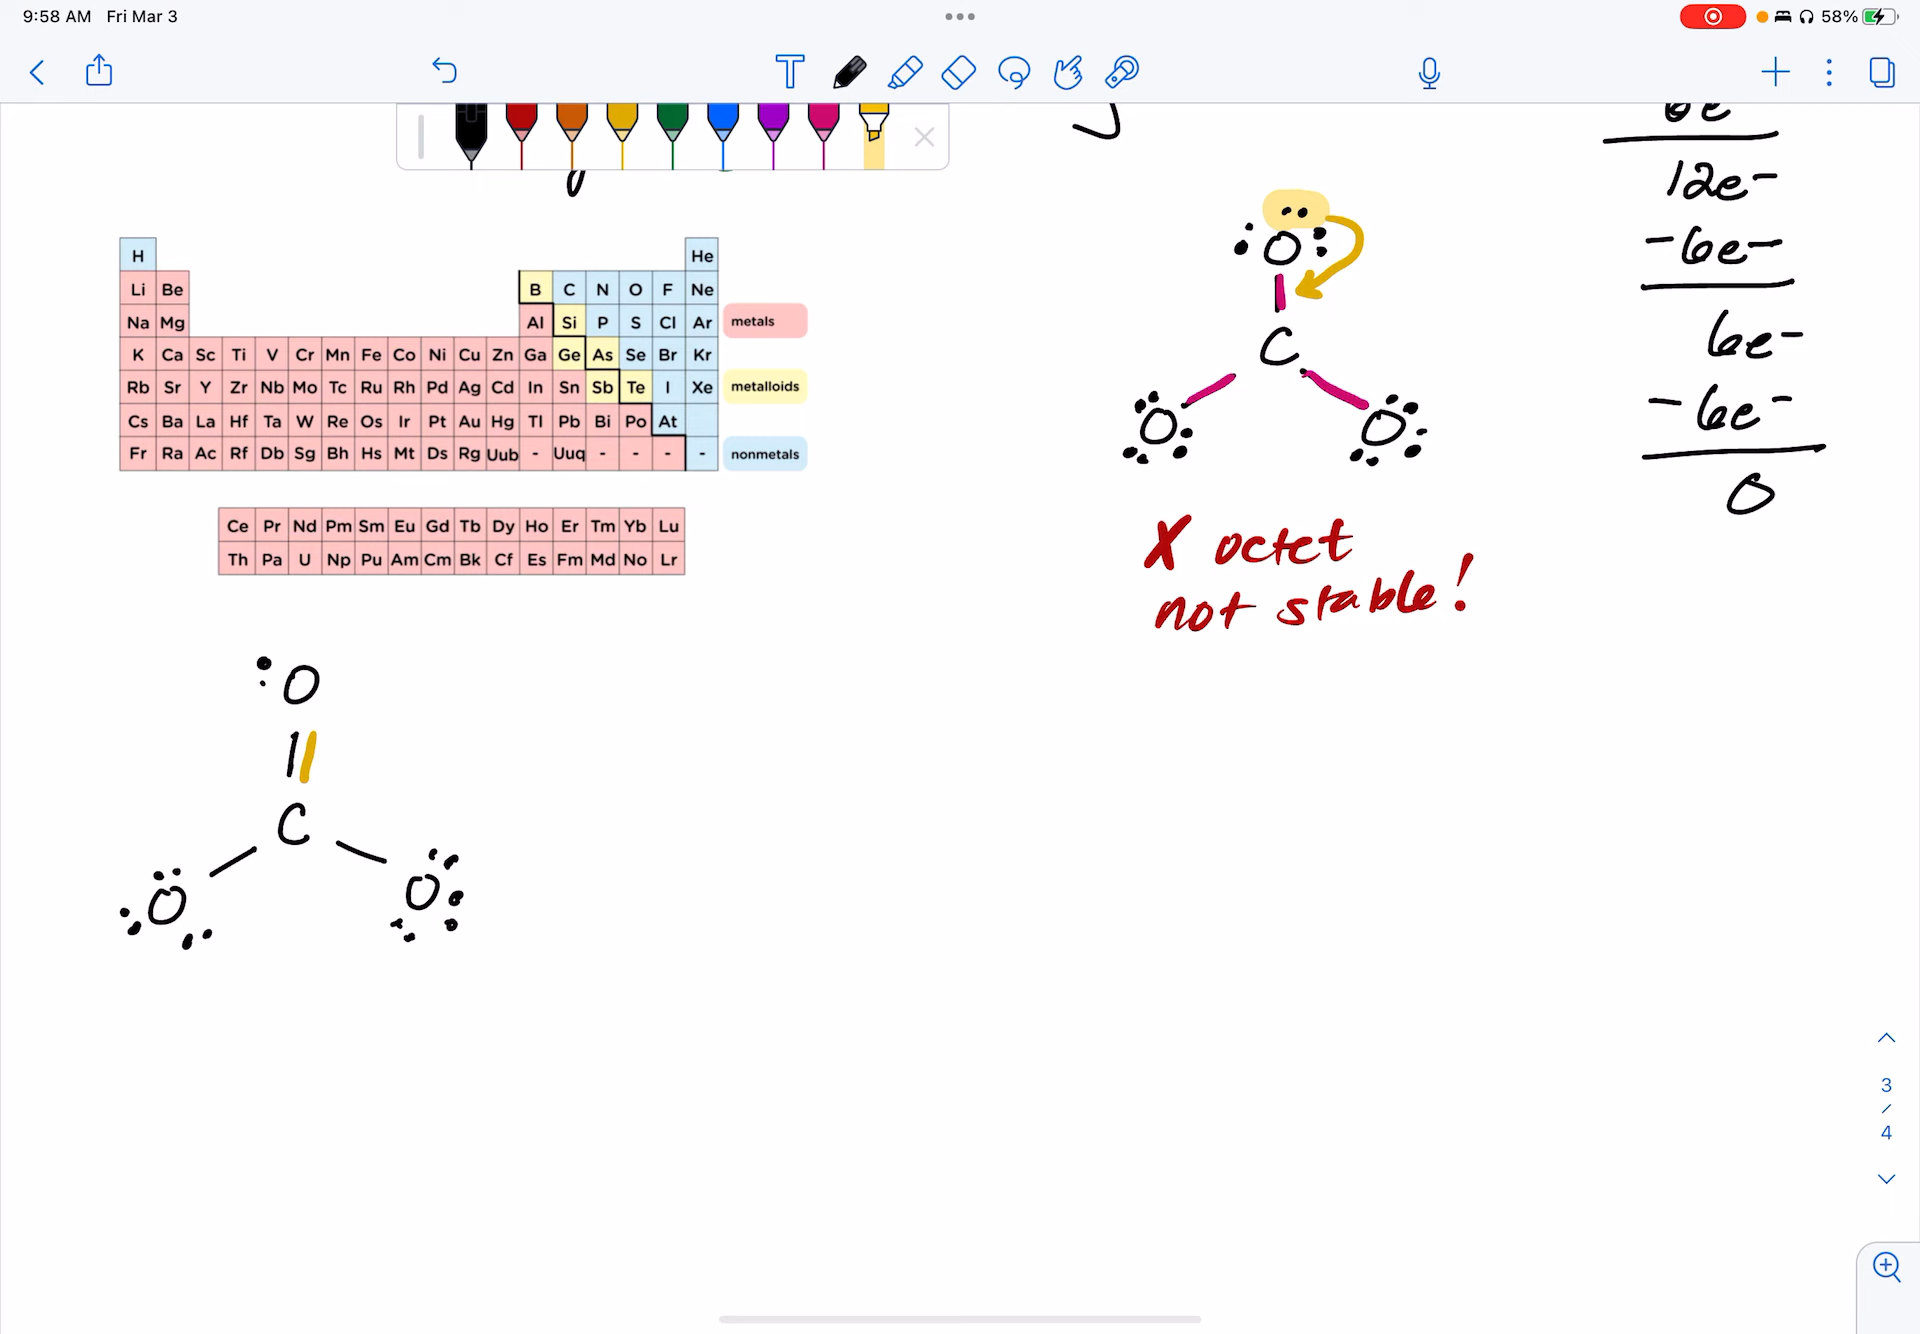 9:58 AM Fri Mar 3
58%
T
12e-
-6e-
6e-
-6e-
0
H He
Li Be B C N O F Ne
Na Mg Al Si P S Cl Ar metals
K Ca Sc Ti V Cr Mn Fe Co Ni Cu Zn Ga Ge As Se Br Kr
Rb Sr Y Zr Nb Mo Tc Ru Rh Pd Ag Cd In Sn Sb Te I Xe metalloids
Cs Ba La Hf Ta W Re Os Ir Pt Au Hg Tl Pb Bi Po At
Fr Ra Ac Rf Db Sg Bh Hs Mt Ds Rg Uub - Uuq - - - - nonmetals
Ce Pr Nd Pm Sm Eu Gd Tb Dy Ho Er Tm Yb Lu
Th Pa U Np Pu Am Cm Bk Cf Es Fm Md No Lr
O
C
O O
X octet
not stable!
O
C
O O
3
/
4